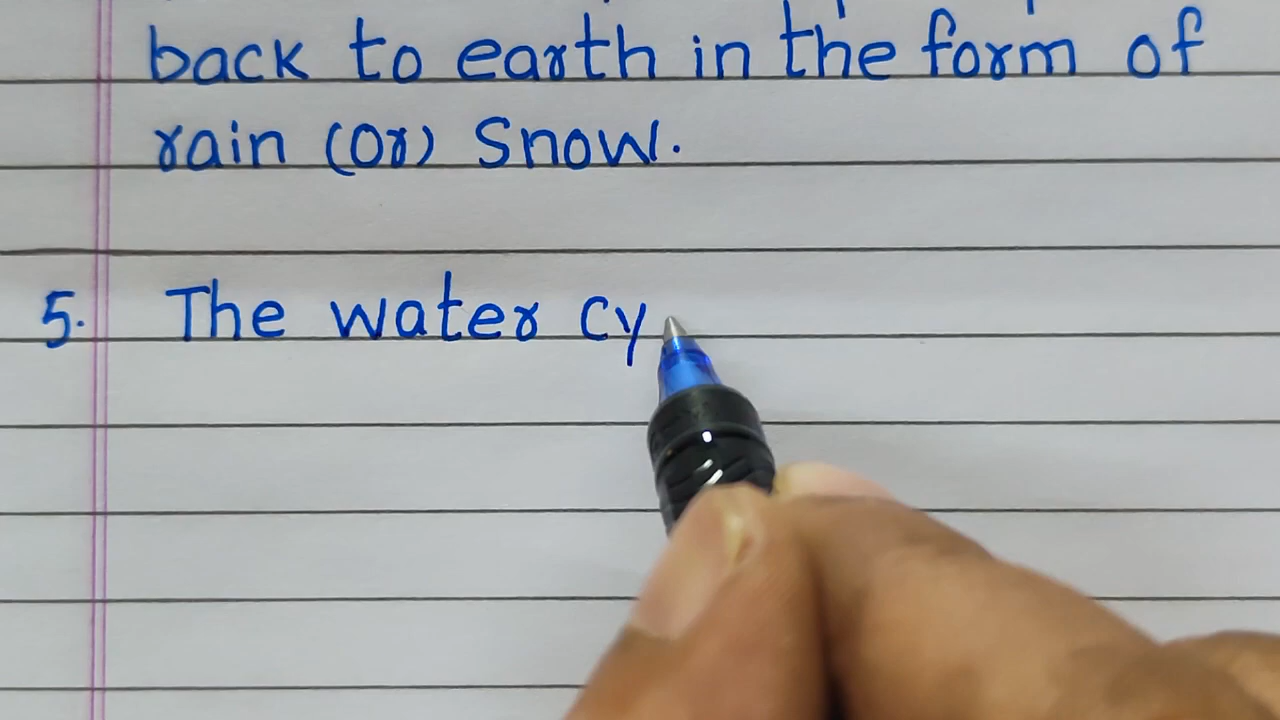 back to earth in the form of
rain (Or) Snow.
5. The water Cy